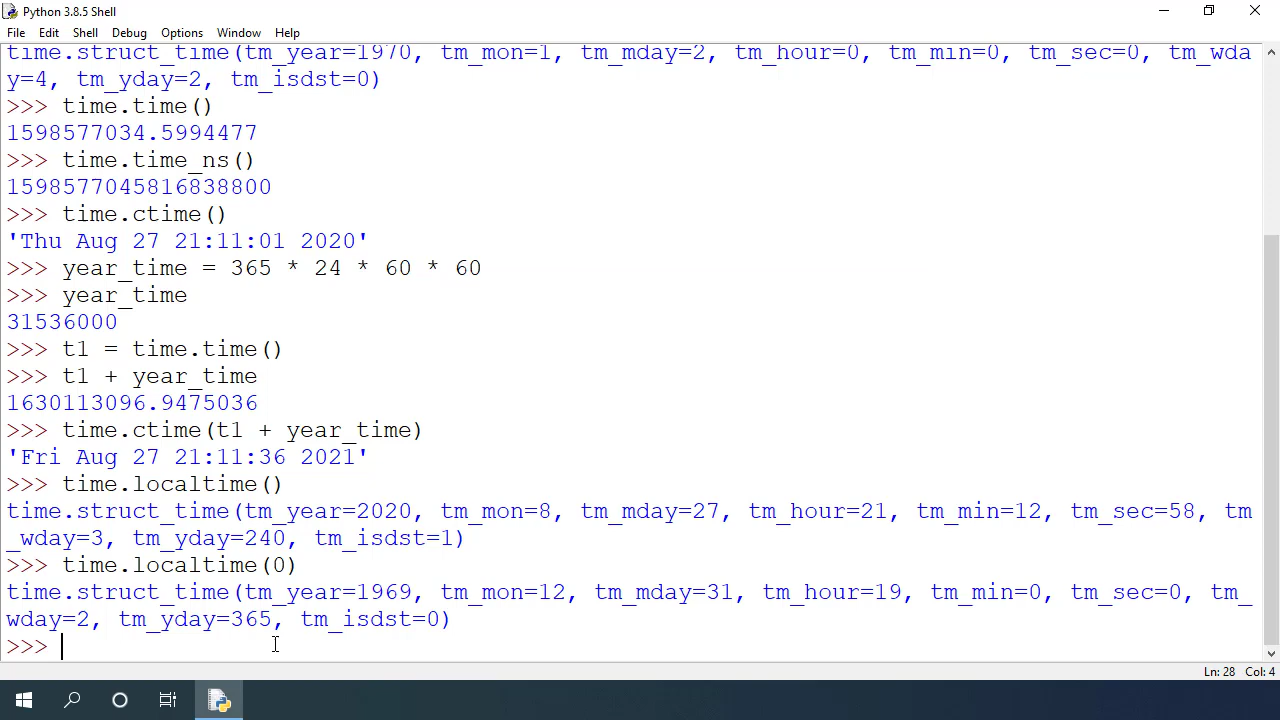 Python 3.8.5 Shell
File Edit Shell Debug Options Window Help
time.struct_time(tm_year=1970, tm_mon=1, tm_mday=2, tm_hour=0, tm_min=0, tm_sec=0, tm_wda
y=4, tm_yday=2, tm_isdst=0)
>>> time.time()
1598577034.5994477
>>> time.time_ns()
1598577045816838800
>>> time.ctime()
'Thu Aug 27 21:11:01 2020'
>>> year_time = 365 * 24 * 60 * 60
>>> year_time
31536000
>>> t1 = time.time()
>>> t1 + year_time
1630113096.9475036
>>> time.ctime(t1 + year_time)
'Fri Aug 27 21:11:36 2021'
>>> time.localtime()
time.struct_time(tm_year=2020, tm_mon=8, tm_mday=27, tm_hour=21, tm_min=12, tm_sec=58, tm
_wday=3, tm_yday=240, tm_isdst=1)
>>> time.localtime(0)
time.struct_time(tm_year=1969, tm_mon=12, tm_mday=31, tm_hour=19, tm_min=0, tm_sec=0, tm_
wday=2, tm_yday=365, tm_isdst=0)
>>>
Ln: 28 Col: 4